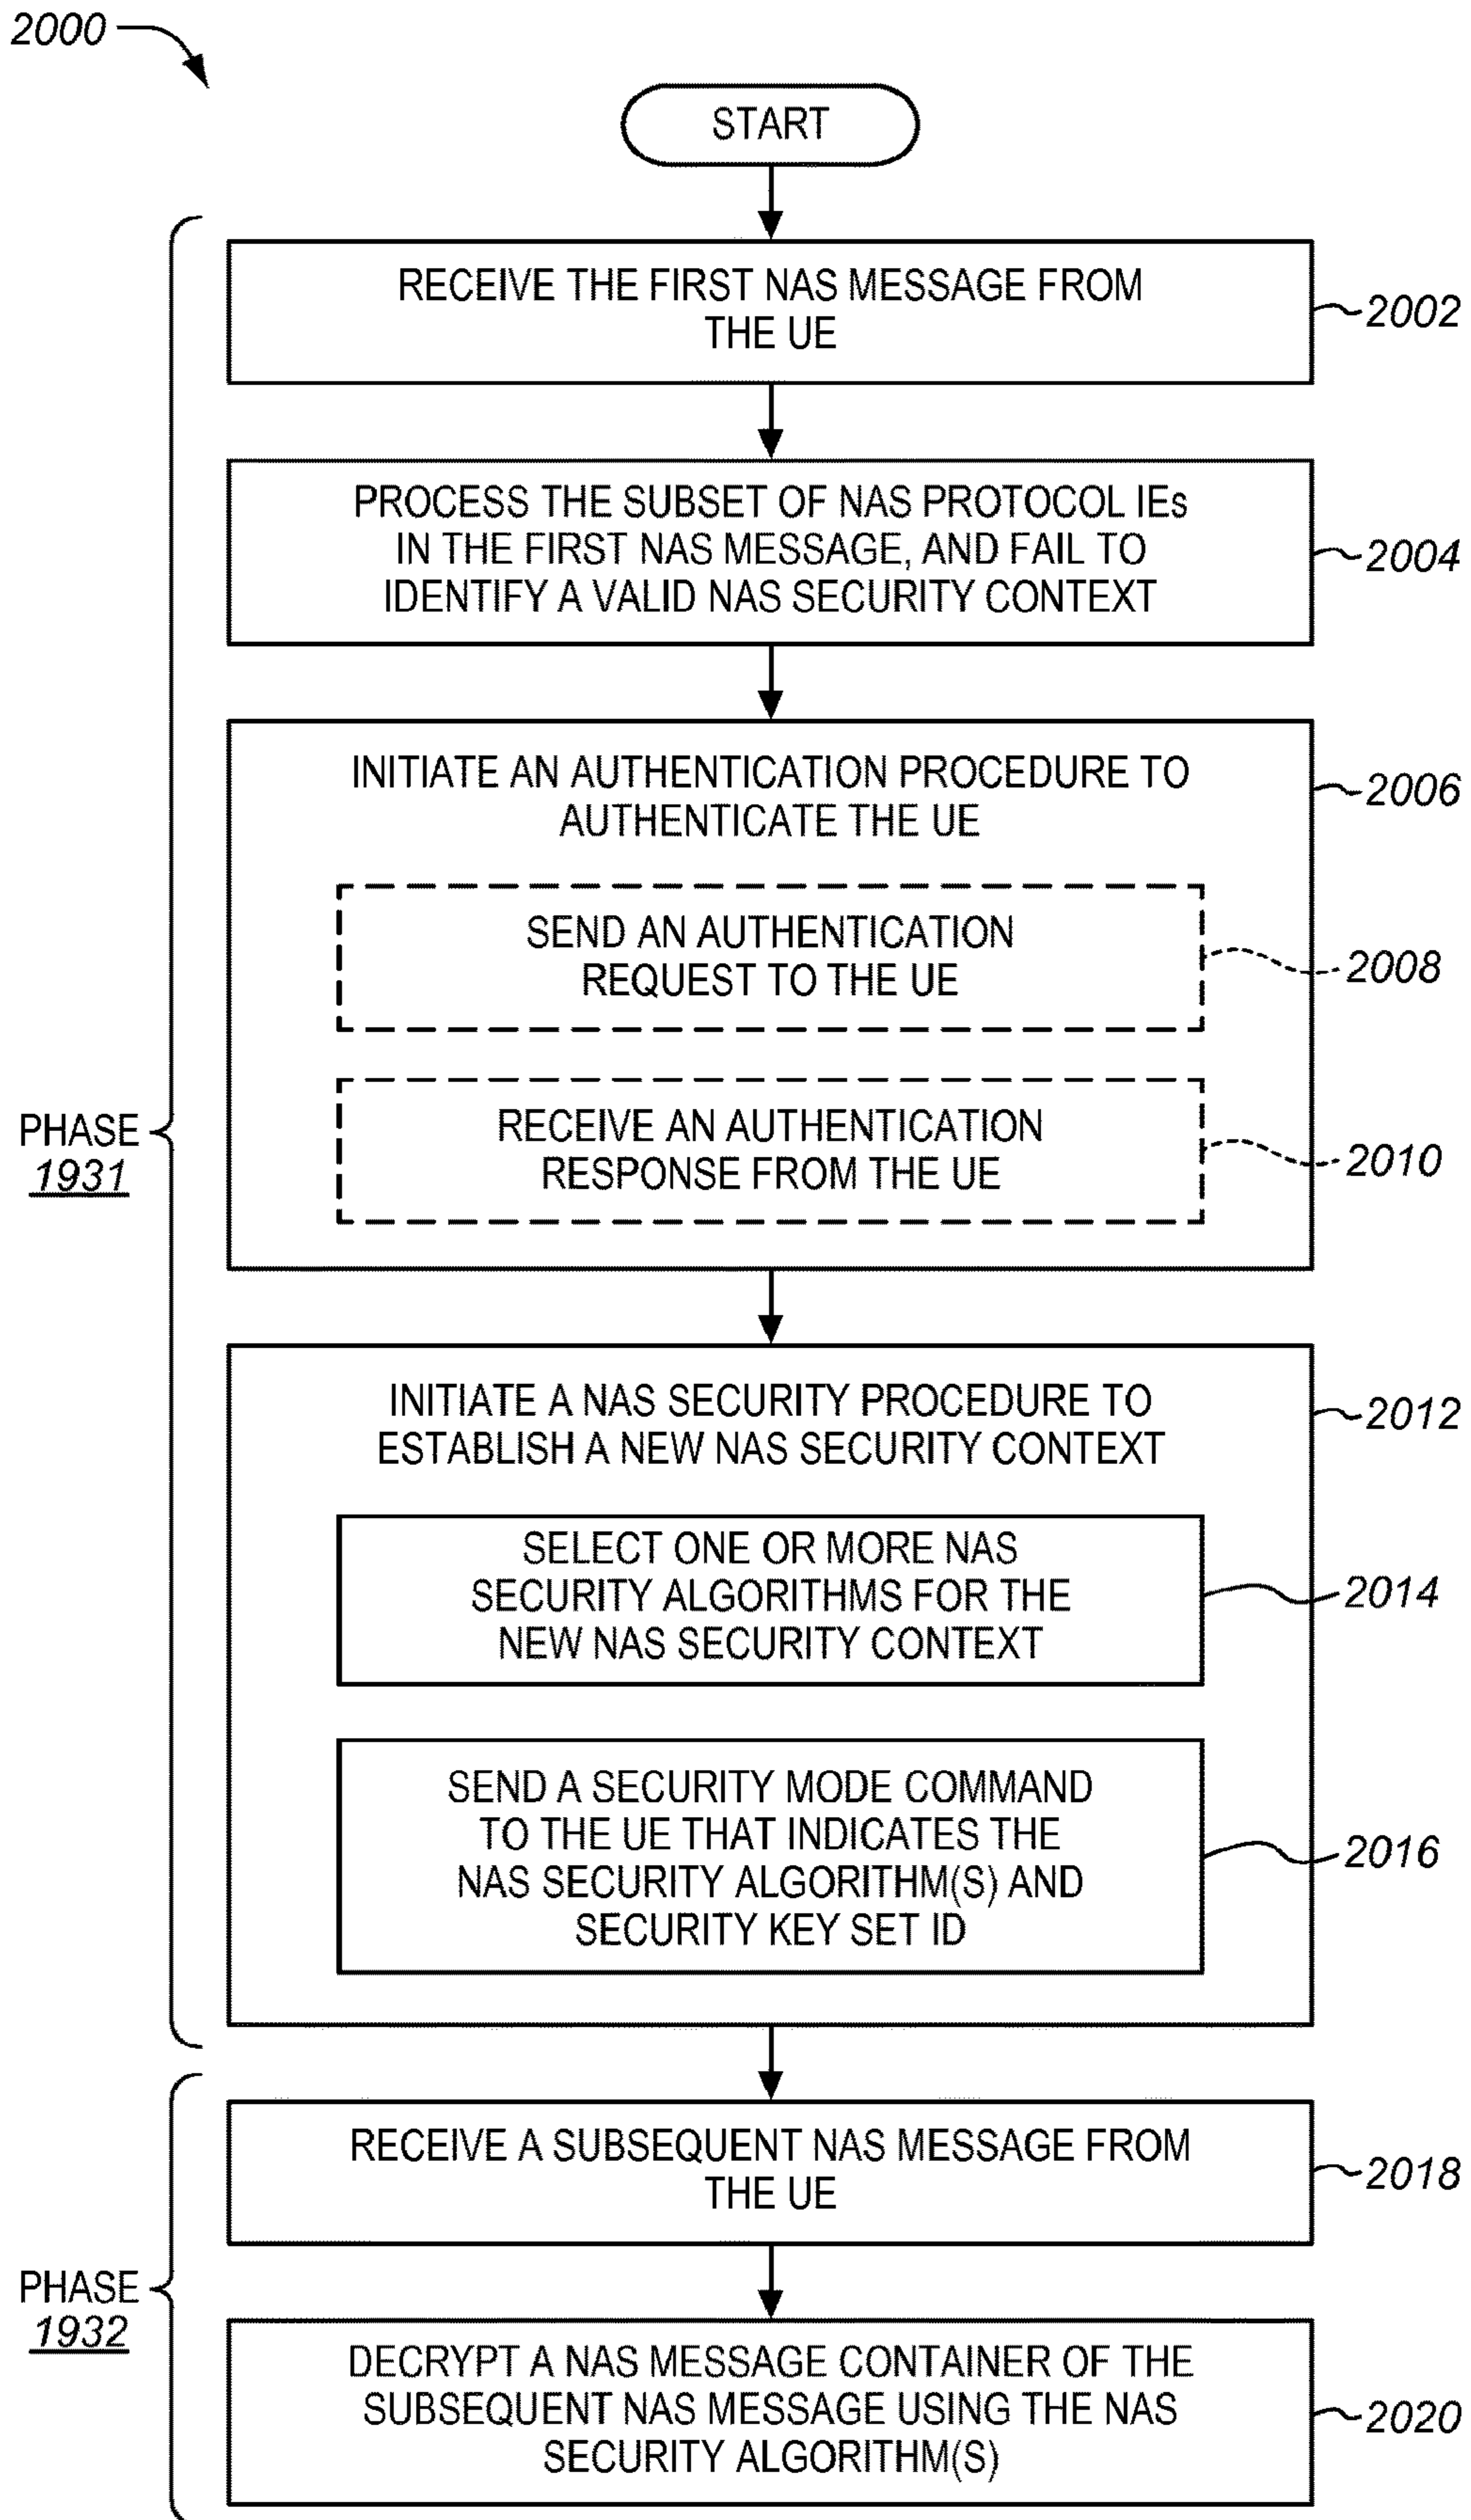 2000
START
RECEIVE THE FIRST NAS MESSAGE FROM
THE UE
2002
PROCESS THE SUBSET OF NAS PROTOCOL IEs
IN THE FIRST NAS MESSAGE, AND FAIL TO
IDENTIFY A VALID NAS SECURITY CONTEXT
2004
INITIATE AN AUTHENTICATION PROCEDURE TO
AUTHENTICATE THE UE
2006
SEND AN AUTHENTICATION
REQUEST TO THE UE
2008
RECEIVE AN AUTHENTICATION
RESPONSE FROM THE UE
2010
PHASE
1931
INITIATE A NAS SECURITY PROCEDURE TO
ESTABLISH A NEW NAS SECURITY CONTEXT
2012
SELECT ONE OR MORE NAS
SECURITY ALGORITHMS FOR THE
NEW NAS SECURITY CONTEXT
2014
SEND A SECURITY MODE COMMAND
TO THE UE THAT INDICATES THE
NAS SECURITY ALGORITHM(S) AND
SECURITY KEY SET ID
2016
RECEIVE A SUBSEQUENT NAS MESSAGE FROM
THE UE
2018
PHASE
1932
DECRYPT A NAS MESSAGE CONTAINER OF THE
SUBSEQUENT NAS MESSAGE USING THE NAS
SECURITY ALGORITHM(S)
2020